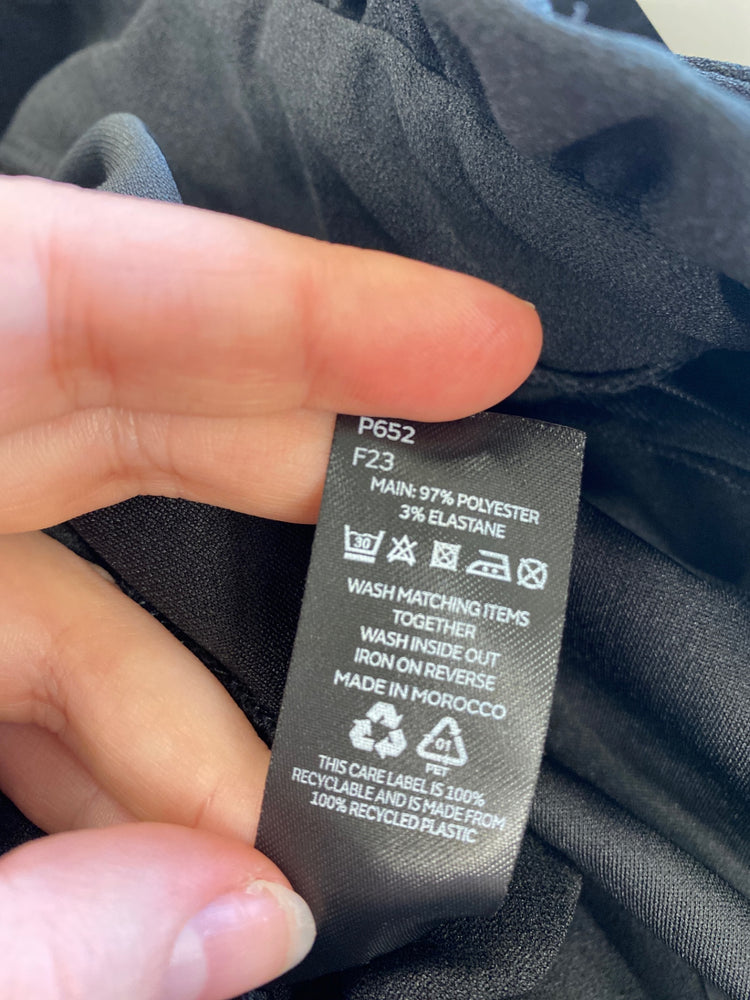 P652
F23
MAIN: 97% POLYESTER
3% ELASTANE
30
WASH MATCHING ITEMS
TOGETHER
WASH INSIDE OUT
IRON ON REVERSE
MADE IN MOROCCO
01
PET
THIS CARE LABEL IS 100%
RECYCLABLE AND IS MADE FROM
100% RECYCLED PLASTIC